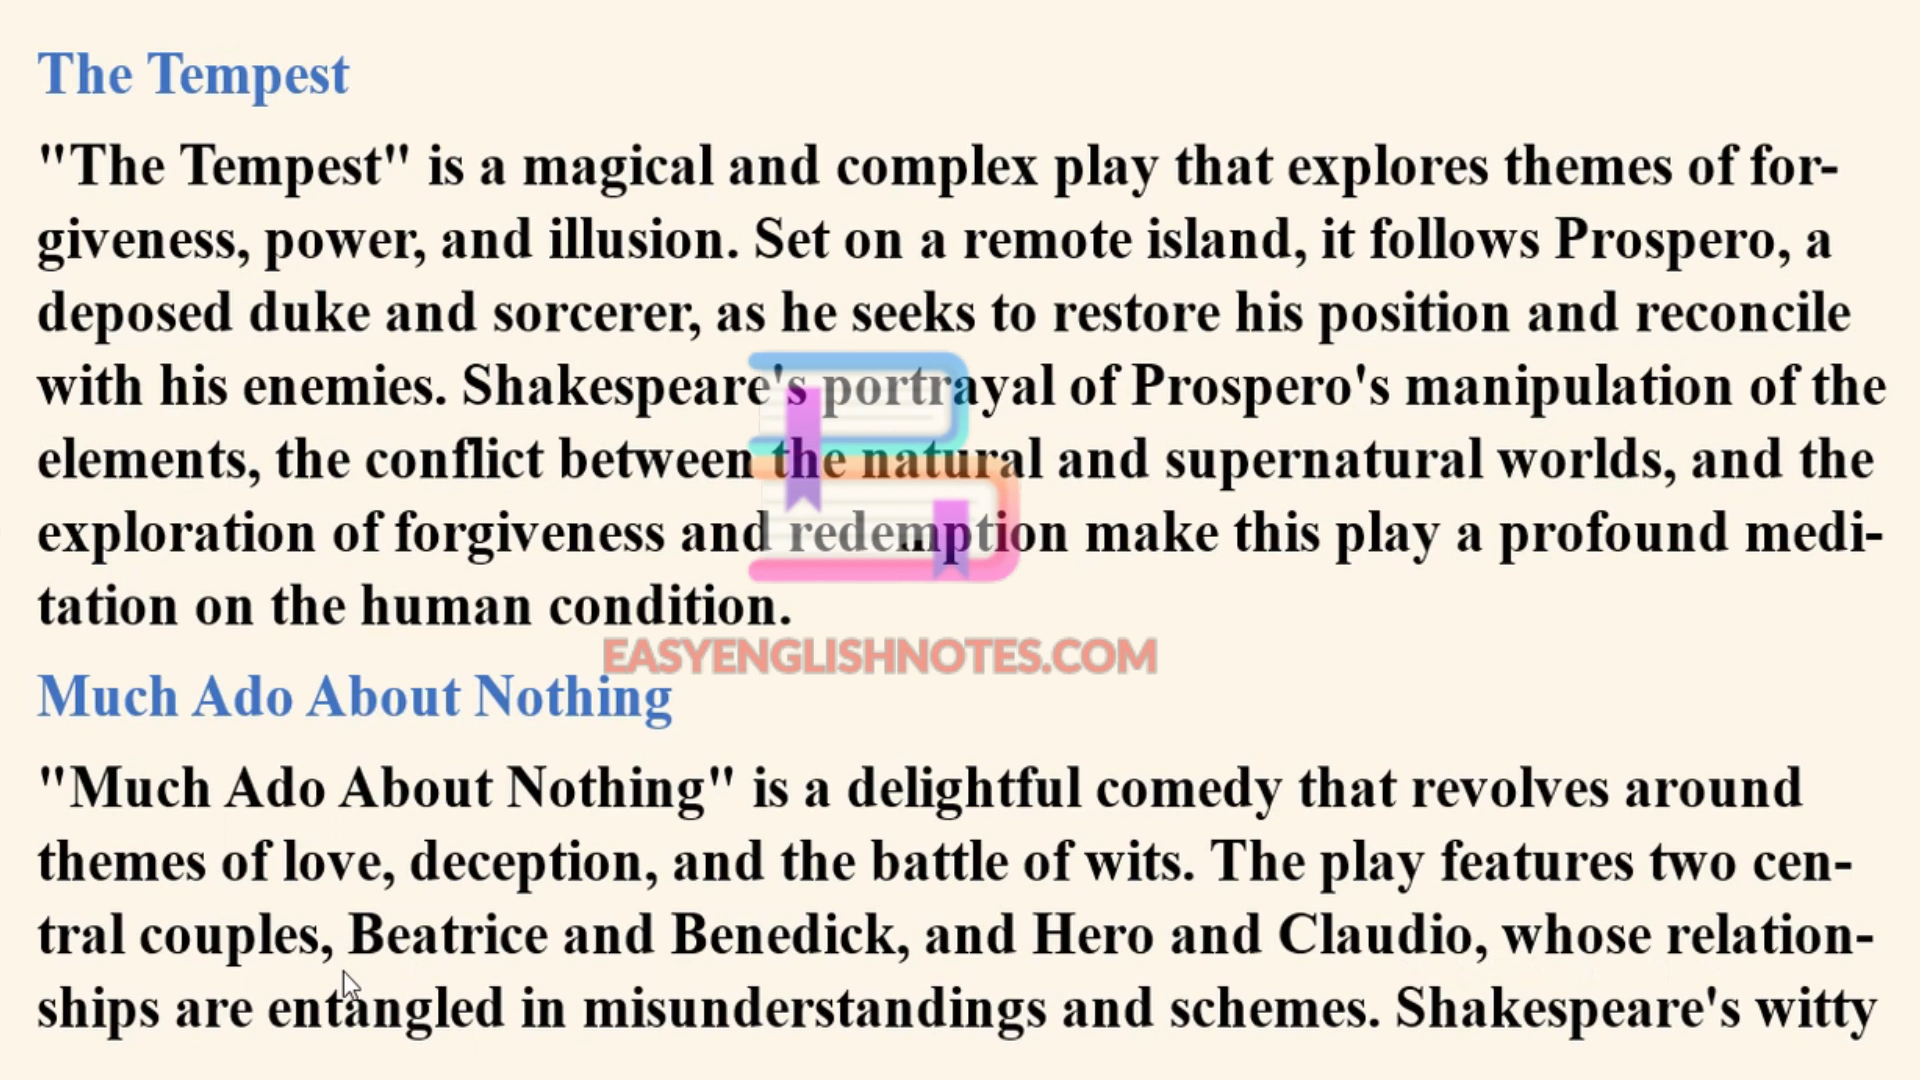 The Tempest
"The Tempest" is a magical and complex play that explores themes of for-
giveness, power, and illusion. Set on a remote island, it follows Prospero, a
deposed duke and sorcerer, as he seeks to restore his position and reconcile
with his enemies. Shakespeare's portrayal of Prospero's manipulation of the
elements, the conflict between the natural and supernatural worlds, and the
exploration of forgiveness and redemption make this play a profound medi-
tation on the human condition.
EASYENGLISHNOTES.COM
Much Ado About Nothing
"Much Ado About Nothing" is a delightful comedy that revolves around
themes of love, deception, and the battle of wits. The play features two cen-
tral couples, Beatrice and Benedick, and Hero and Claudio, whose relation-
ships are entangled in misunderstandings and schemes. Shakespeare's witty